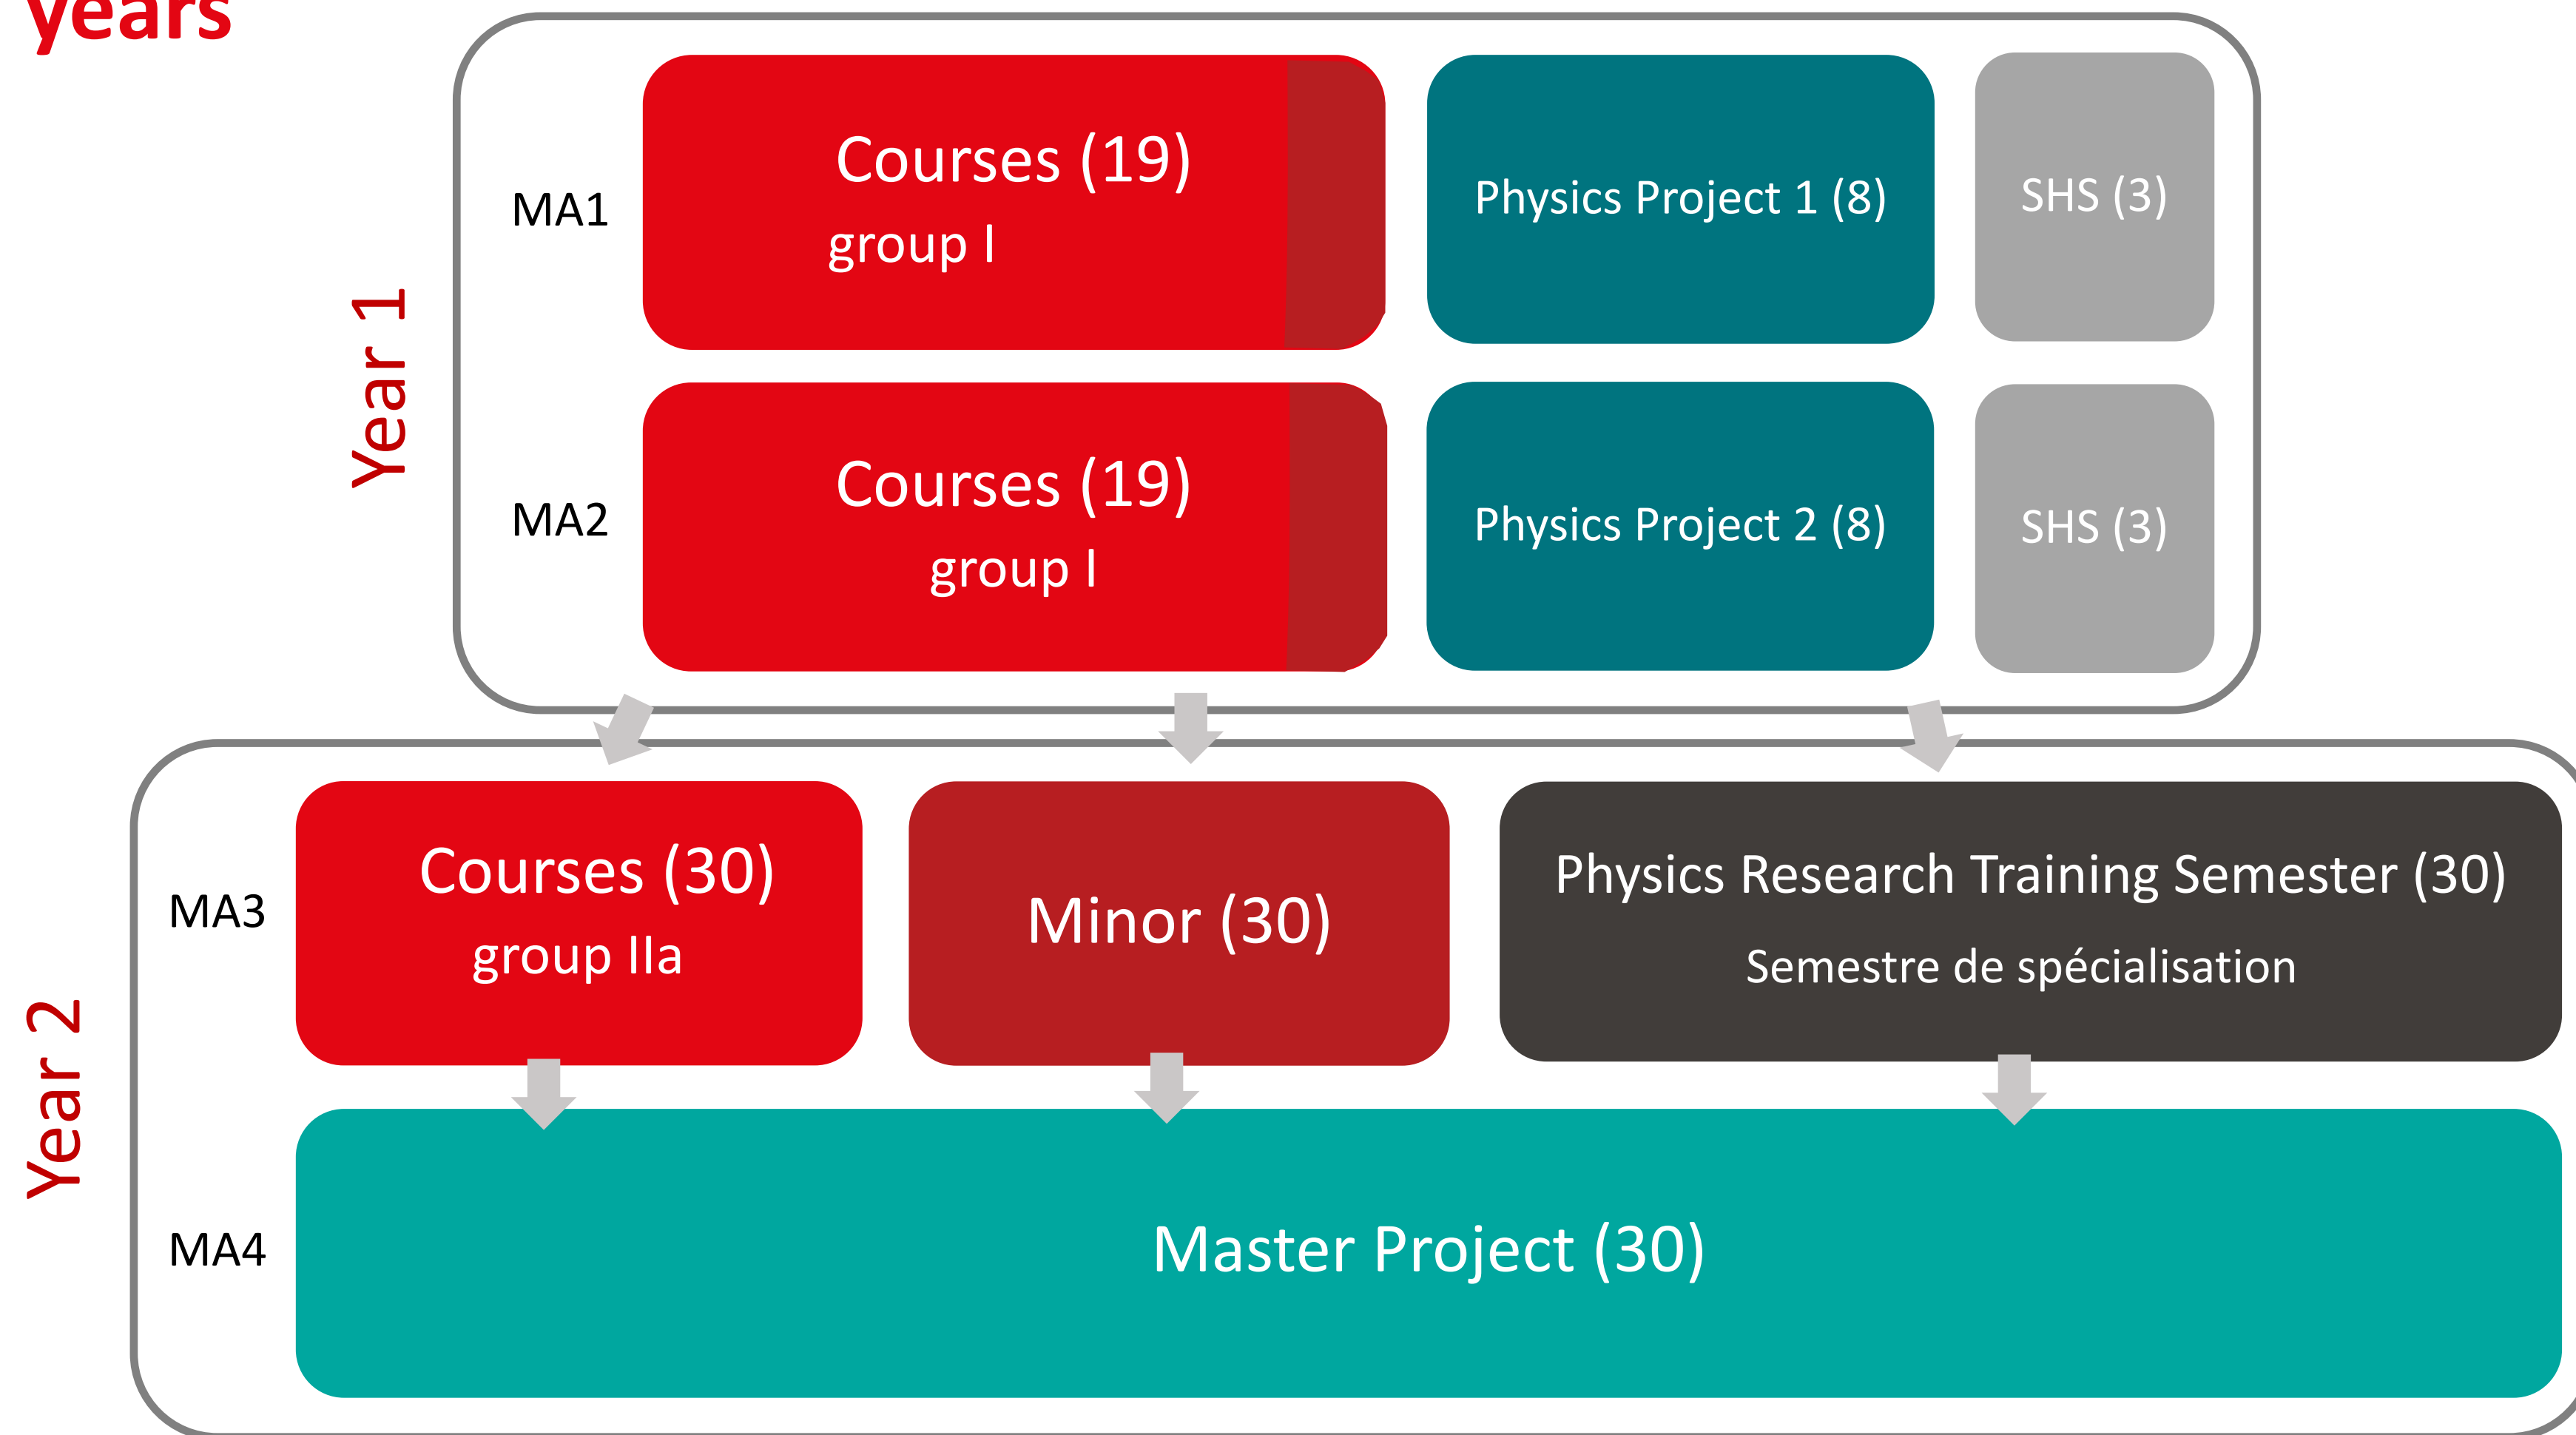 years
Year 1
MA1
Courses (19)
group I
Physics Project 1 (8)
SHS (3)
MA2
Courses (19)
group I
Physics Project 2 (8)
SHS (3)
Year 2
MA3
Courses (30)
group IIa
Minor (30)
Physics Research Training Semester (30)
Semestre de spécialisation
MA4
Master Project (30)